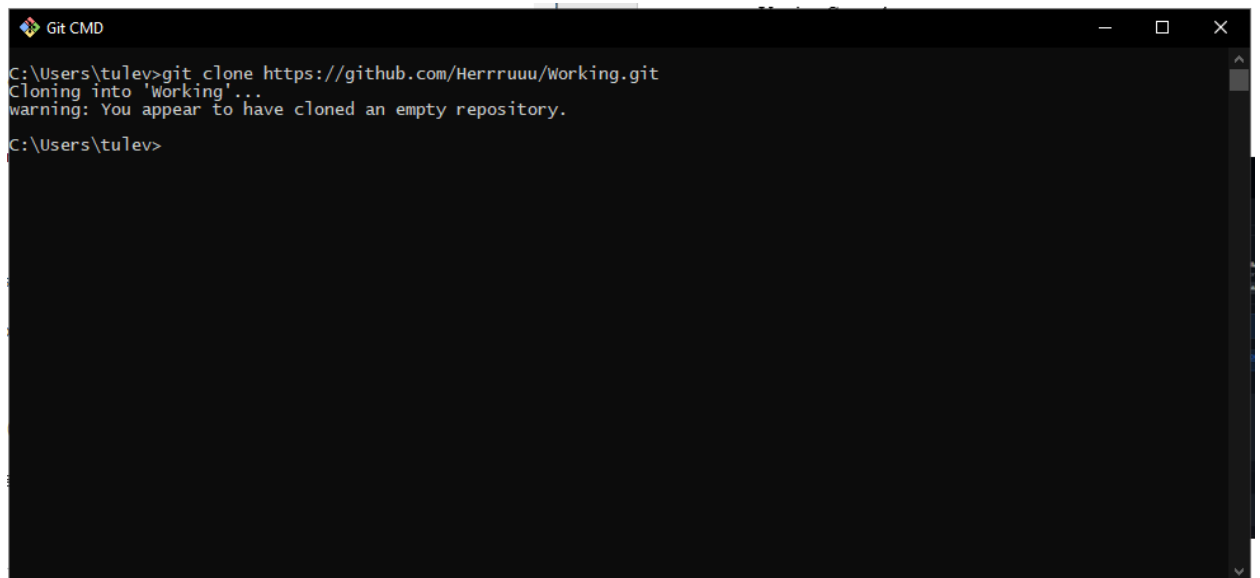 Git CMD
C:\Users\tulev>git clone https://github.com/Herrruuu/Working.git
Cloning into 'Working'...
warning: You appear to have cloned an empty repository.
C:\Users\tulev>